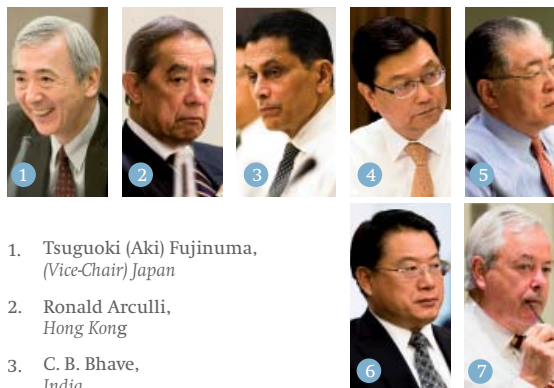 1
2
3
4
5
6
7
1. Tsuguoki (Aki) Fujinuma,
(Vice-Chair) Japan
2. Ronald Arculli,
Hong Kong
3. C. B. Bhave,
India